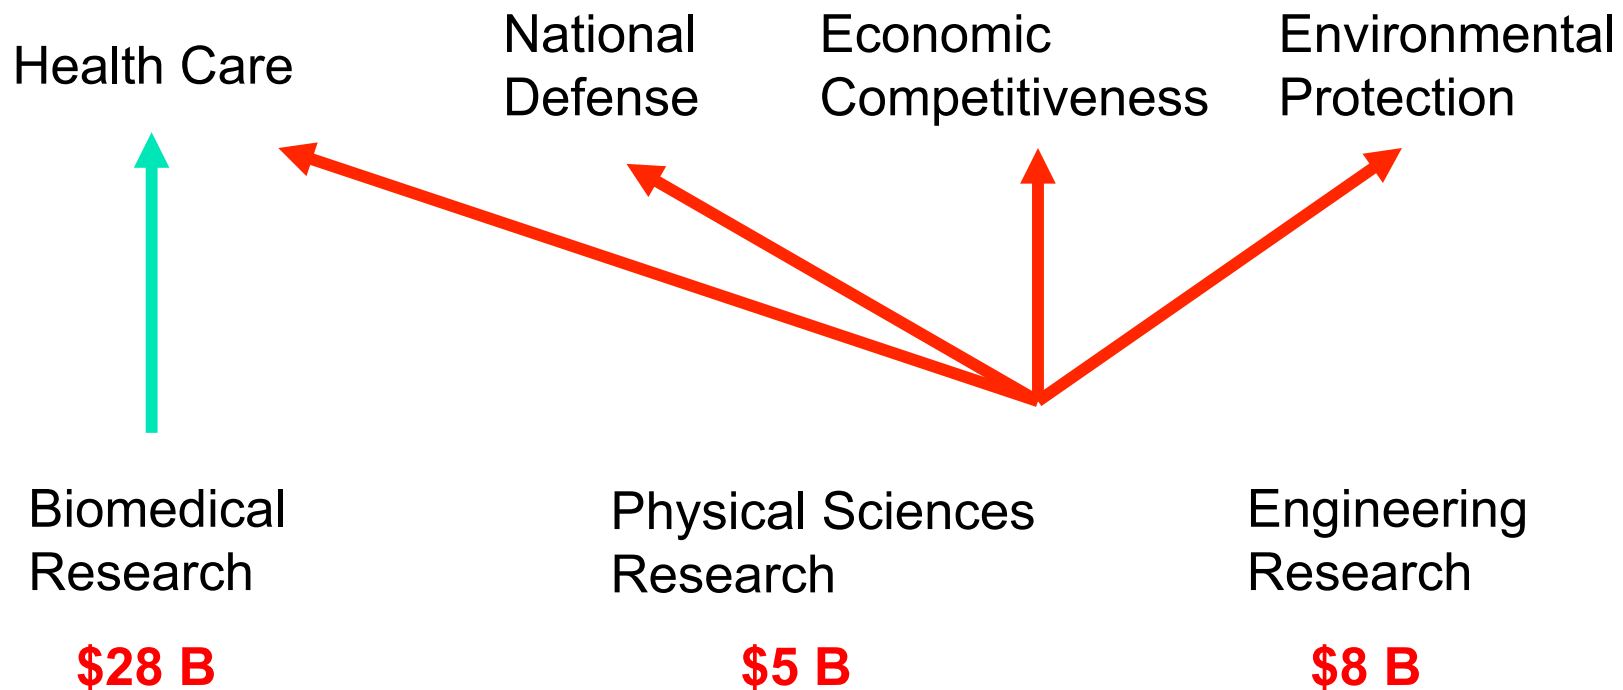 Health Care
National
Defense
Economic
Competitiveness
Environmental
Protection
Biomedical
Research
Physical Sciences
Research
Engineering
Research
$28 B
$5 B
$8 B